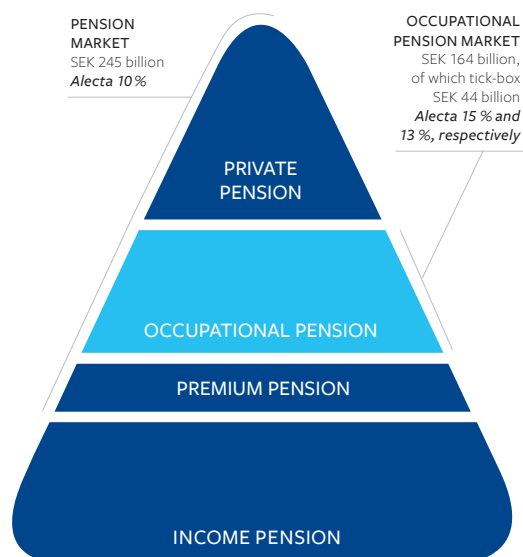 PENSION
MARKET
SEK 245 billion
Alecta 10 %
OCCUPATIONAL
PENSION MARKET
SEK 164 billion,
of which tick-box
SEK 44 billion
Alecta 15 % and
13 %, respectively
PRIVATE
PENSION
OCCUPATIONAL PENSION
PREMIUM PENSION
INCOME PENSION